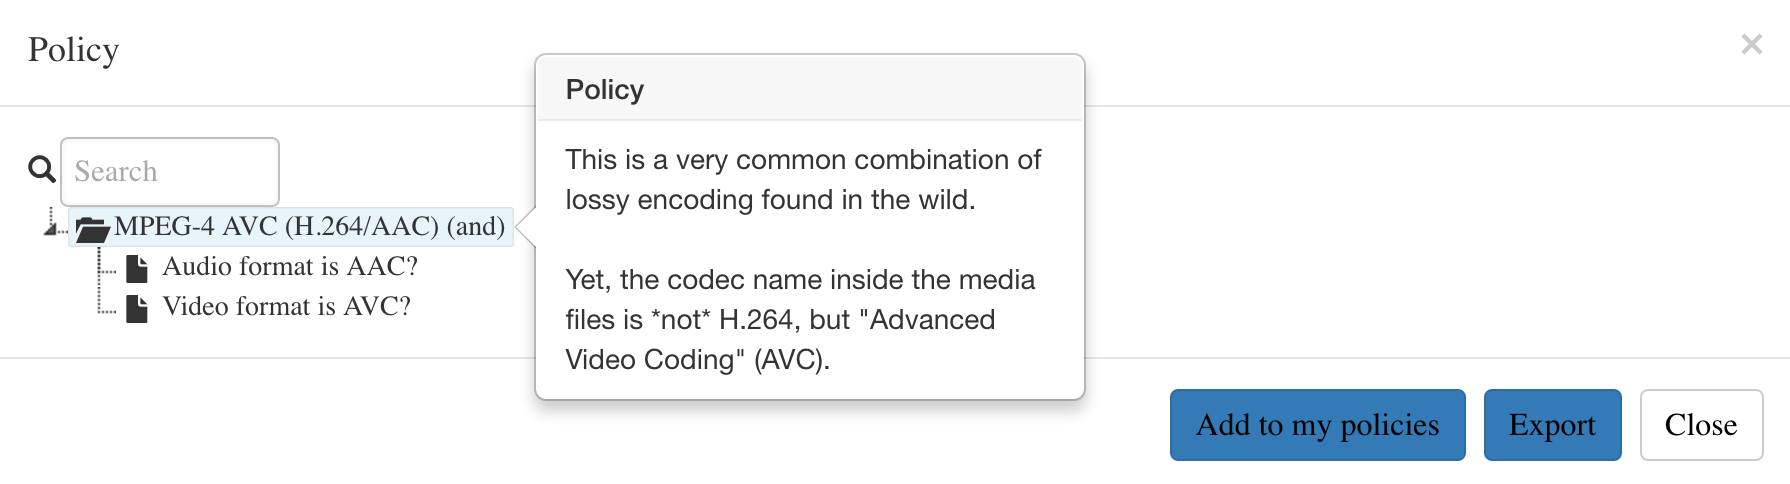 Policy
×
Search
MPEG-4 AVC (H.264/AAC) (and)
Audio format is AAC?
Video format is AVC?
Policy
This is a very common combination of
lossy encoding found in the wild.
Yet, the codec name inside the media
files is *not* H.264, but "Advanced
Video Coding" (AVC).
Add to my policies
Export
Close